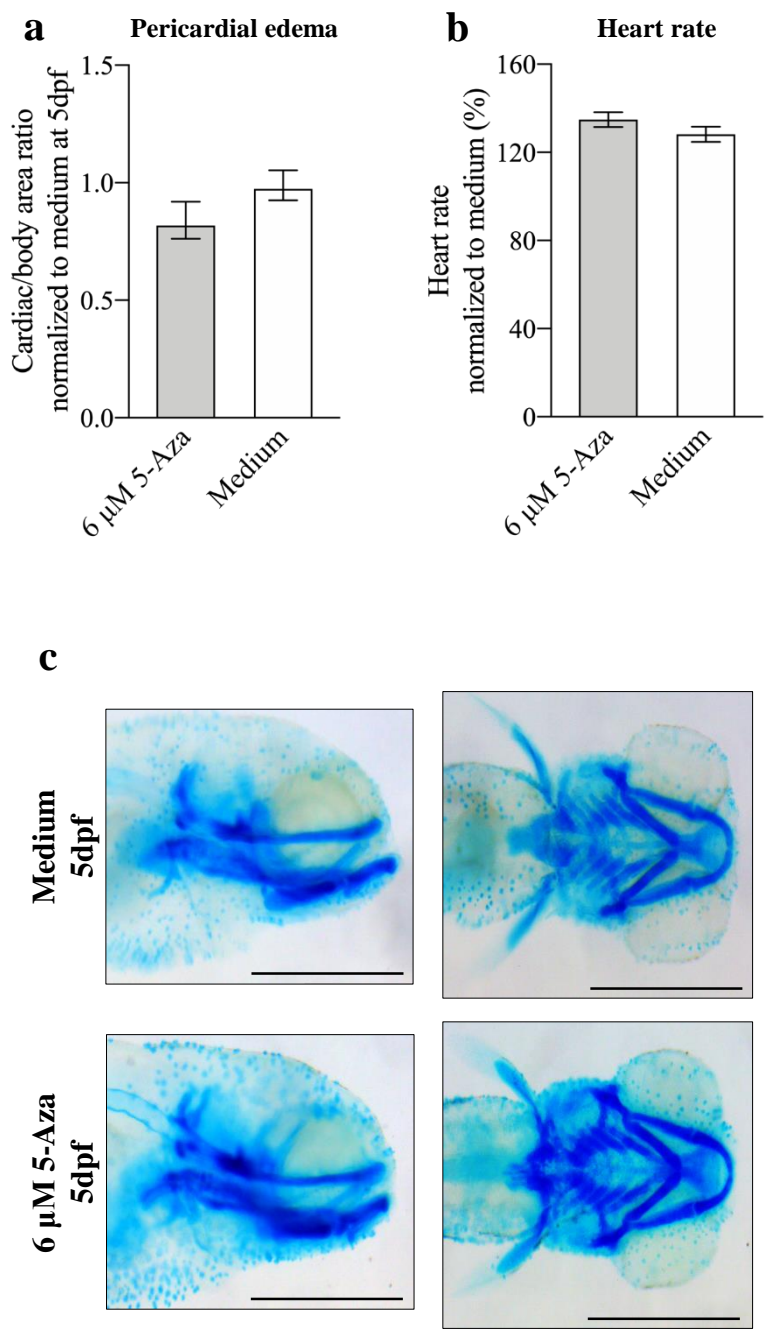 a
Pericardial edema
Cardiac/body area ratio
normalized to medium at 5dpf
1.5
1.0
0.5
0.0
6 μM 5-Aza
Medium
b
Heart rate
Heart rate
normalized to medium (%)
160
120
80
40
0
6 μM 5-Aza
Medium
c
Medium
5dpf
6 μM 5-Aza
5dpf